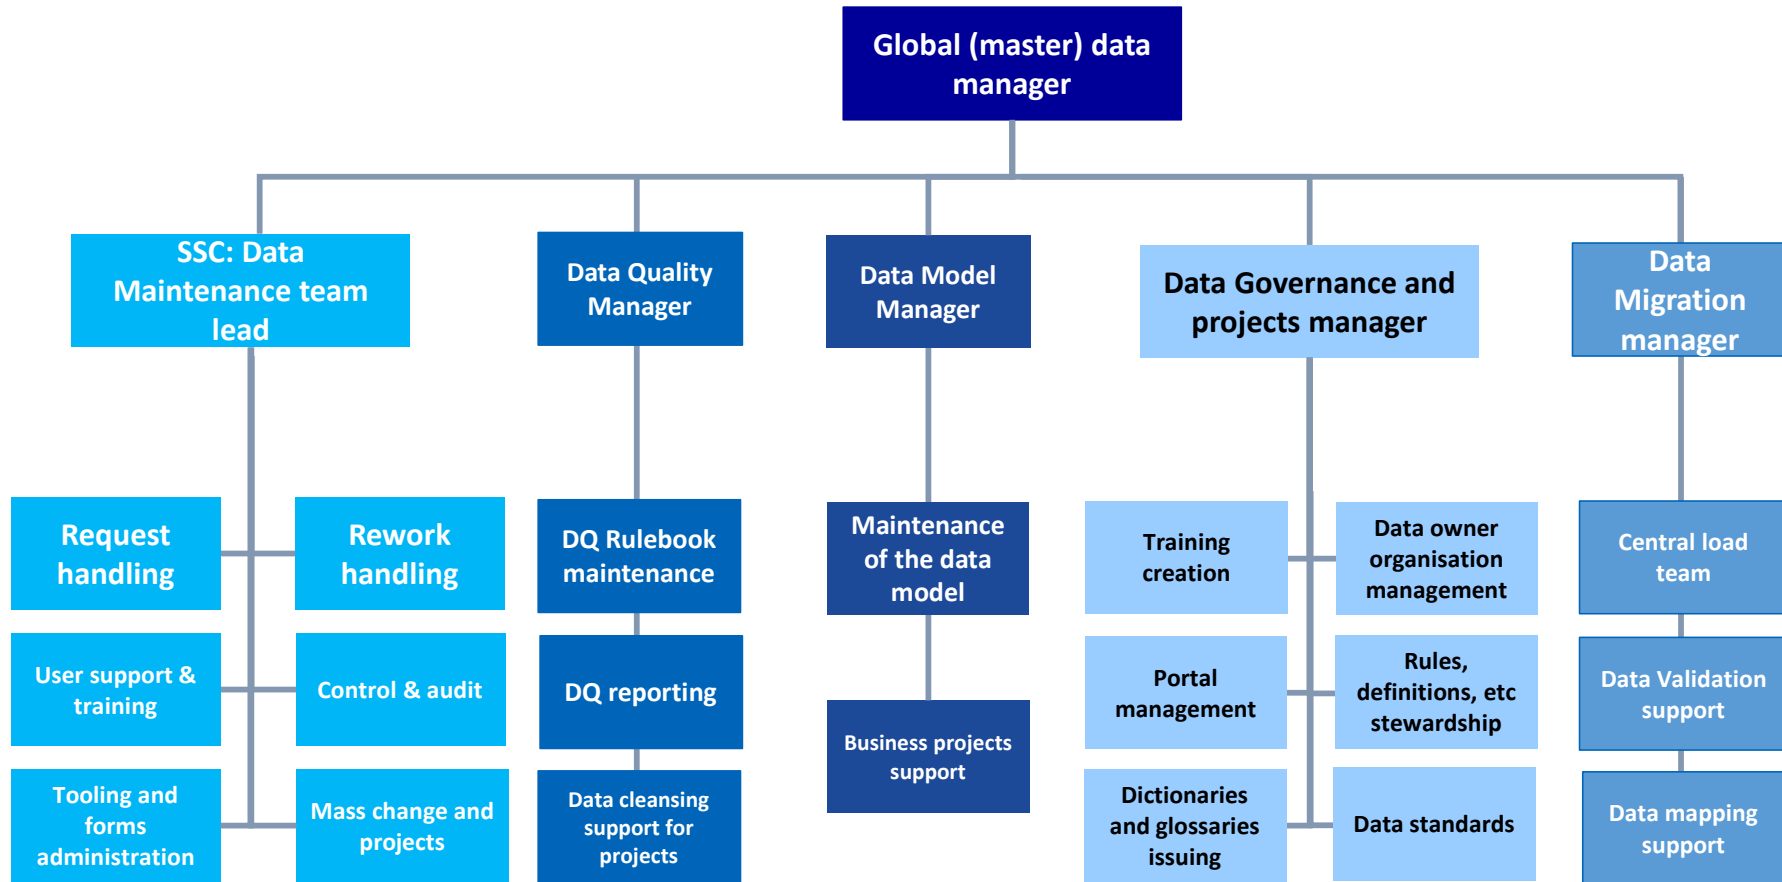 Global (master) data
manager
SSC: Data
Maintenance team
lead
Data Quality
Manager
Data Model
Manager
Data Governance and
projects manager
Data
Migration
manager
Request
handling
Rework
handling
DQ Rulebook
maintenance
Maintenance
of the data
model
Training
creation
Data owner
organisation
management
Central load
team
User support &
training
Control & audit
DQ reporting
Business projects
support
Portal
management
Rules,
definitions, etc
stewardship
Data Validation
support
Tooling and
forms
administration
Mass change and
projects
Data cleansing
support for
projects
Dictionaries
and glossaries
issuing
Data standards
Data mapping
support